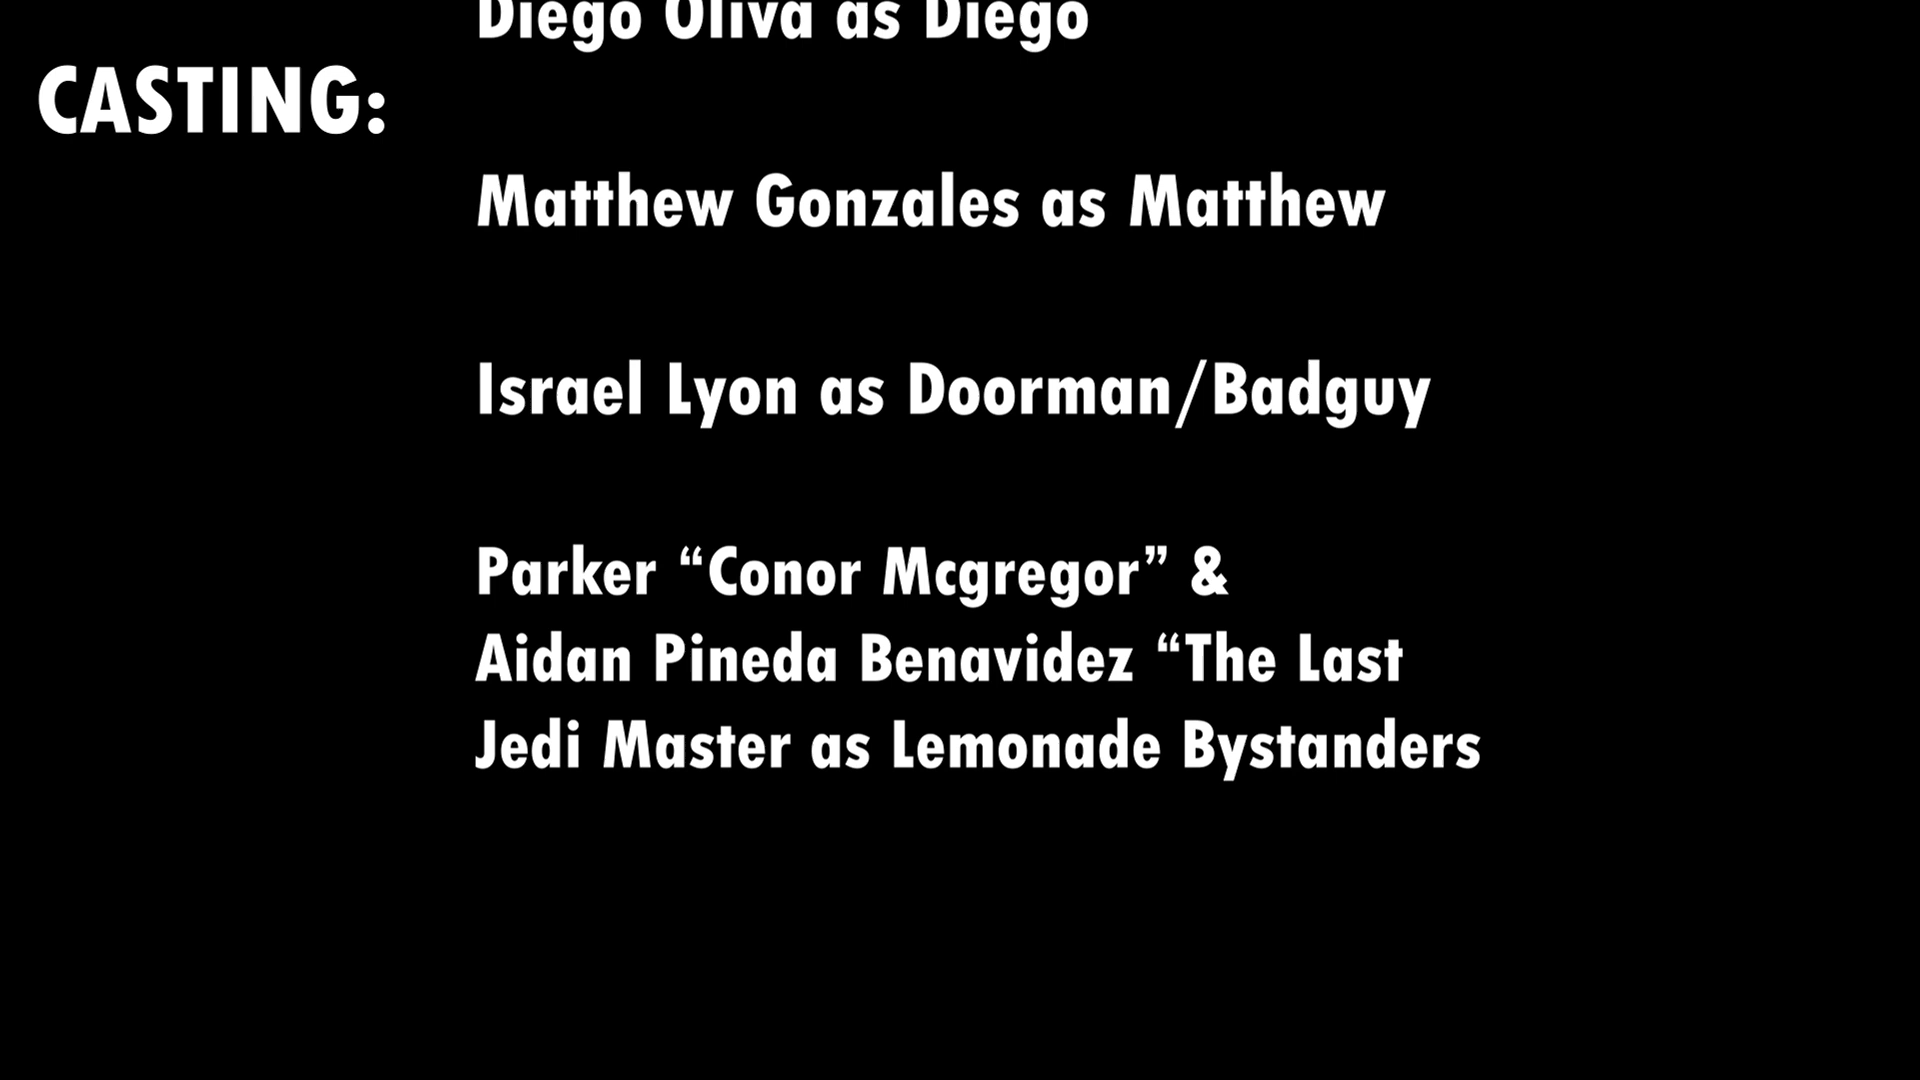 Diego Oliva as Diego
CASTING:
Matthew Gonzales as Matthew
Israel Lyon as Doorman/Badguy
Parker “Conor Mcgregor” &
Aidan Pineda Benavidez “The Last
Jedi Master as Lemonade Bystanders